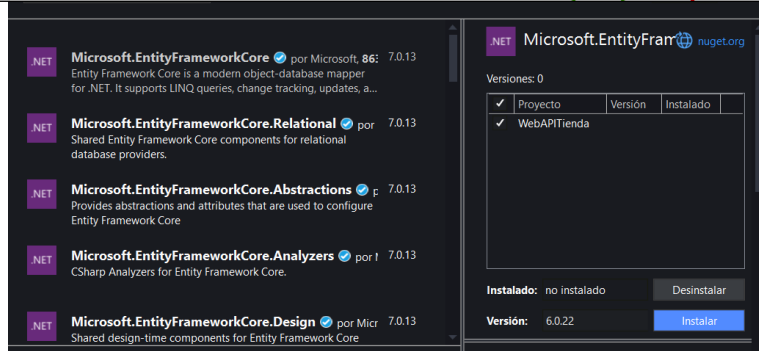 .NET
Microsoft.EntityFrameworkCore por Microsoft, 863 7.0.13
Entity Framework Core is a modern object-database mapper
for .NET. It supports LINQ queries, change tracking, updates, a...
.NET
Microsoft.EntityFrameworkCore.Relational por 7.0.13
Shared Entity Framework Core components for relational
database providers.
.NET
Microsoft.EntityFrameworkCore.Abstractions 7.0.13
Provides abstractions and attributes that are used to configure
Entity Framework Core
.NET
Microsoft.EntityFrameworkCore.Analyzers por 7.0.13
CSharp Analyzers for Entity Framework Core.
.NET
Microsoft.EntityFrameworkCore.Design por Micr 7.0.13
Shared design-time components for Entity Framework Core
.NET
Microsoft.EntityFram nuget.org
Versiones: 0
Proyecto Versión Instalado
WebAPITienda
Instalado: no instalado Desinstalar
Versión: 6.0.22 Instalar